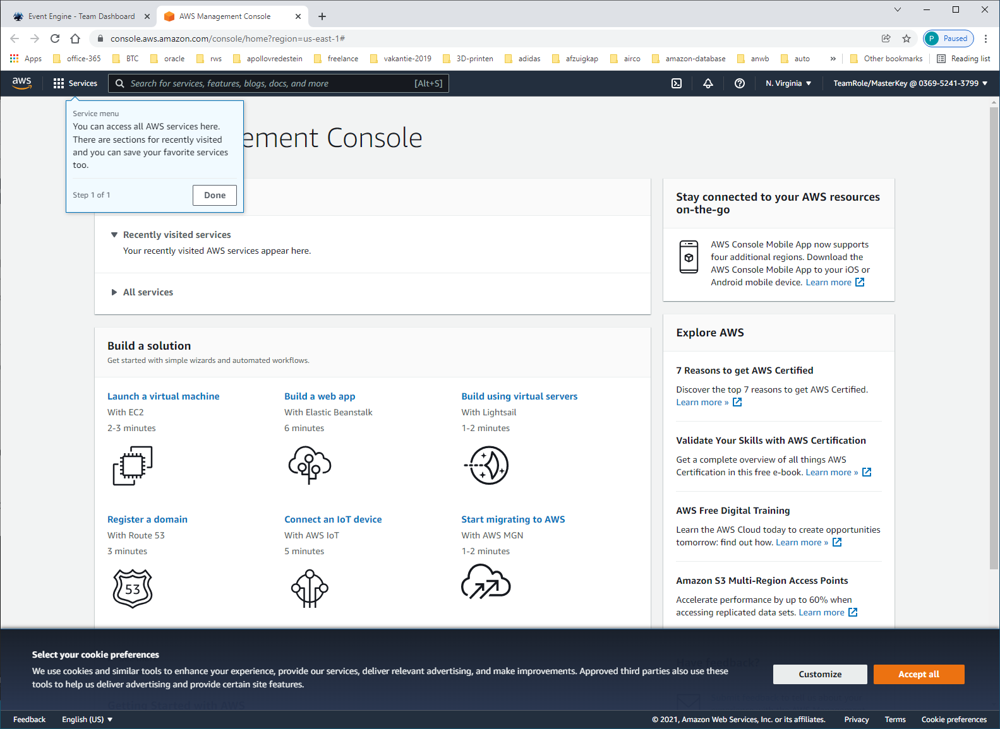 Event Engine - Team Dashboard
AWS Management Console
console.aws.amazon.com/console/home?region=us-east-1#
P Paused
Apps office-365 BTC oracle rws apollovredestein freelance vakantie-2019 3D-printen adidas afzuigkap airco amazon-database anwb auto » Other bookmarks Reading list
aws Services Search for services, features, blogs, docs, and more [Alt+S] N. Virginia TeamRole/MasterKey @ 0369-5241-3799
Service menu
You can access all AWS services here.
There are sections for recently visited
and you can save your favorite services
too.
Step 1 of 1 Done
ement Console
Recently visited services
Your recently visited AWS services appear here.
All services
Stay connected to your AWS resources
on-the-go
AWS Console Mobile App now supports
four additional regions. Download the
AWS Console Mobile App to your iOS or
Android mobile device. Learn more
Build a solution
Get started with simple wizards and automated workflows.
Launch a virtual machine
With EC2
2-3 minutes
Build a web app
With Elastic Beanstalk
6 minutes
Build using virtual servers
With Lightsail
1-2 minutes
Register a domain
With Route 53
3 minutes
53
Connect an IoT device
With AWS IoT
5 minutes
Start migrating to AWS
With AWS MGN
1-2 minutes
Explore AWS
7 Reasons to get AWS Certified
Discover the top 7 reasons to get AWS Certified.
Learn more »
Validate Your Skills with AWS Certification
Get a complete overview of all things AWS
Certification in this free e-book. Learn more »
AWS Free Digital Training
Learn the AWS Cloud today to create opportunities
tomorrow: find out how. Learn more »
Amazon S3 Multi-Region Access Points
Accelerate performance by up to 60% when
accessing replicated data sets. Learn more
Select your cookie preferences
We use cookies and similar tools to enhance your experience, provide our services, deliver relevant advertising, and make improvements. Approved third parties also use these
tools to help us deliver advertising and provide certain site features.
Customize Accept all
Have feedback?
Getting Started with AWS
Feedback English (US) © 2021, Amazon Web Services, Inc. or its affiliates. Privacy Terms Cookie preferences